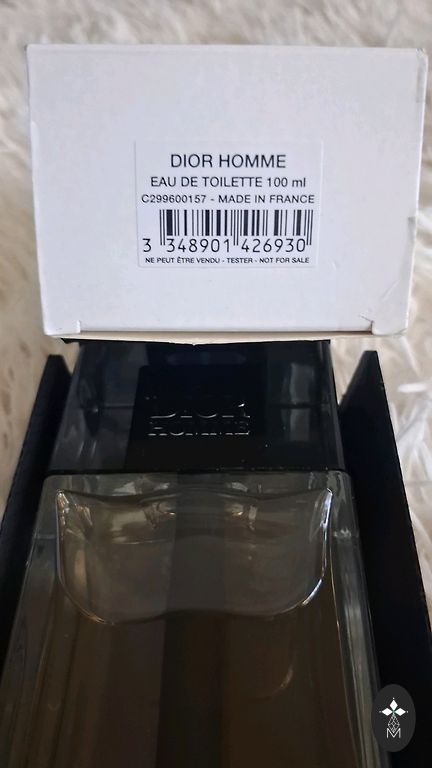 DIOR HOMME
EAU DE TOILETTE 100 ml
C299600157 - MADE IN FRANCE
3 348901 426930
NE PEUT ÊTRE VENDU - TESTER - NOT FOR SALE
DIOR
HOMME
M